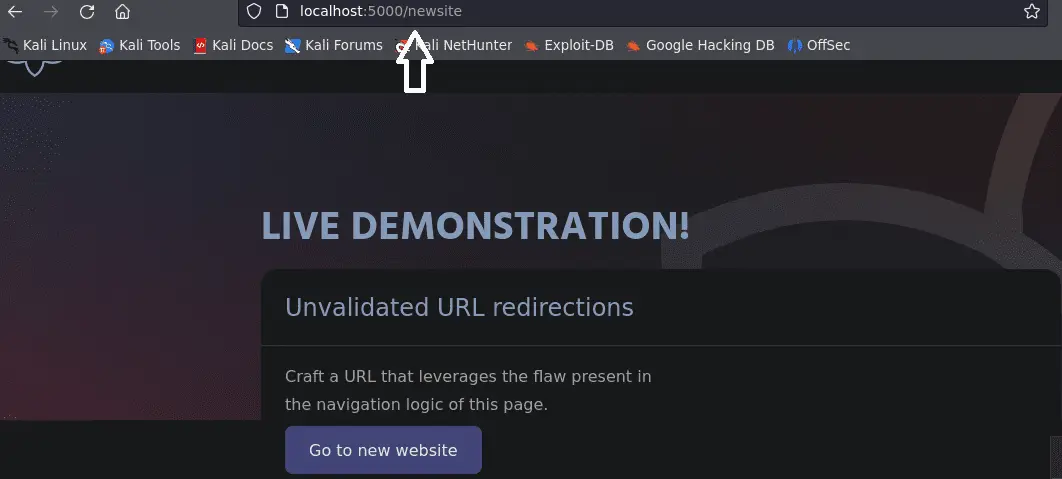 localhost:5000/newsite
Kali Linux Kali Tools Kali Docs Kali Forums Kali NetHunter Exploit-DB Google Hacking DB OffSec
LIVE DEMONSTRATION!
Unvalidated URL redirections
Craft a URL that leverages the flaw present in
the navigation logic of this page.
Go to new website